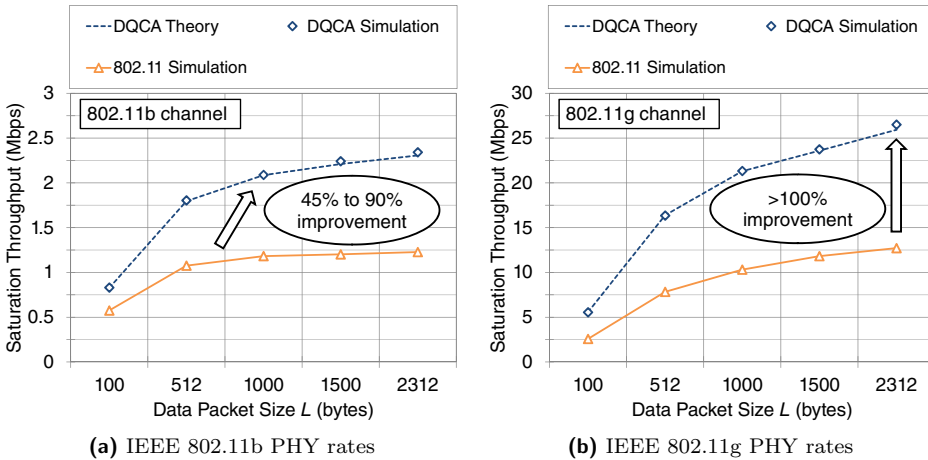 DQCA Theory
DQCA Simulation
802.11 Simulation
Saturation Throughput (Mbps)
3
2.5
2
1.5
1
0.5
0
802.11b channel
45% to 90%
improvement
100
512
1000
1500
2312
Data Packet Size L (bytes)
(a) IEEE 802.11b PHY rates
DQCA Theory
DQCA Simulation
802.11 Simulation
Saturation Throughput (Mbps)
30
25
20
15
10
5
0
802.11g channel
>100%
improvement
100
512
1000
1500
2312
Data Packet Size L (bytes)
(b) IEEE 802.11g PHY rates